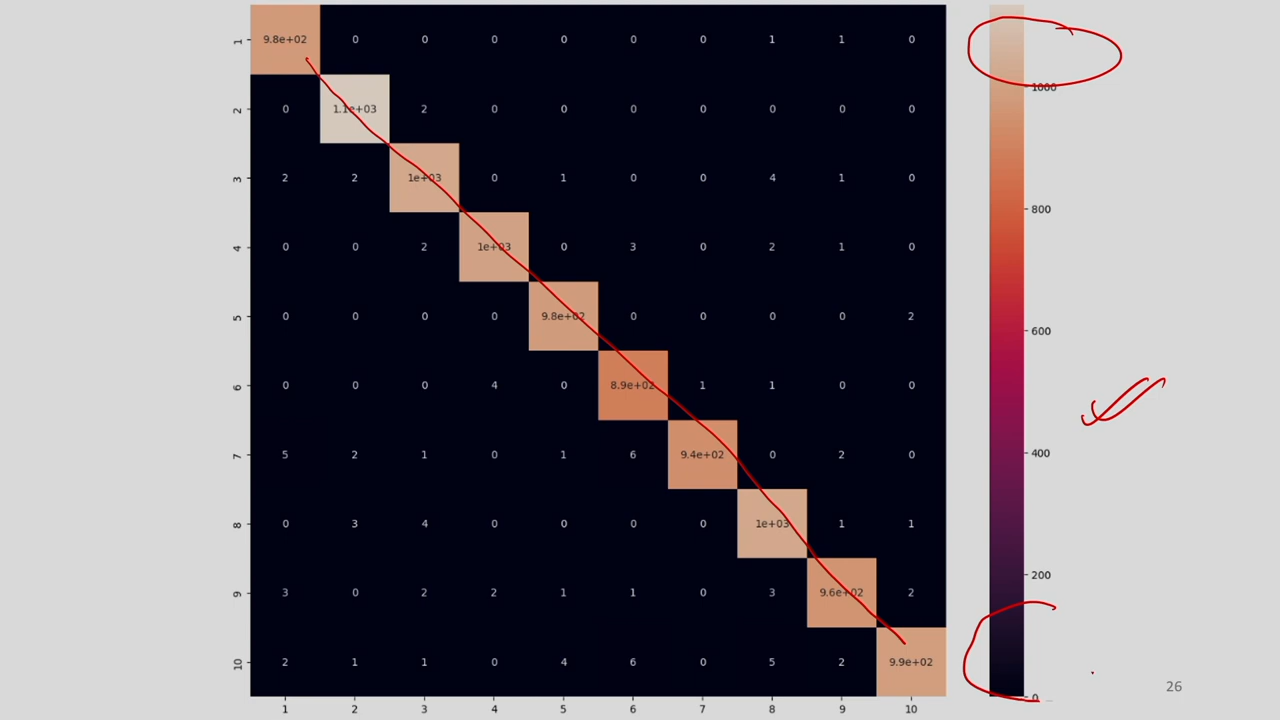 1 9.8e+02 0 0 0 0 0 0 1 1 0
2 0 1.1e+03 2 0 0 0 0 0 0 0
3 2 2 1e+03 0 1 0 0 4 1 0
4 0 0 2 1e+03 0 3 0 2 1 0
5 0 0 0 0 9.8e+02 0 0 0 0 2
6 0 0 0 4 0 8.9e+02 1 1 0 0
7 5 2 1 0 1 6 9.4e+02 0 2 0
8 0 3 4 0 0 0 0 1e+03 1 1
9 3 0 2 2 1 1 0 3 9.6e+02 2
10 2 1 1 0 4 6 0 5 2 9.9e+02
1 2 3 4 5 6 7 8 9 10
1000
800
600
400
200
0
26